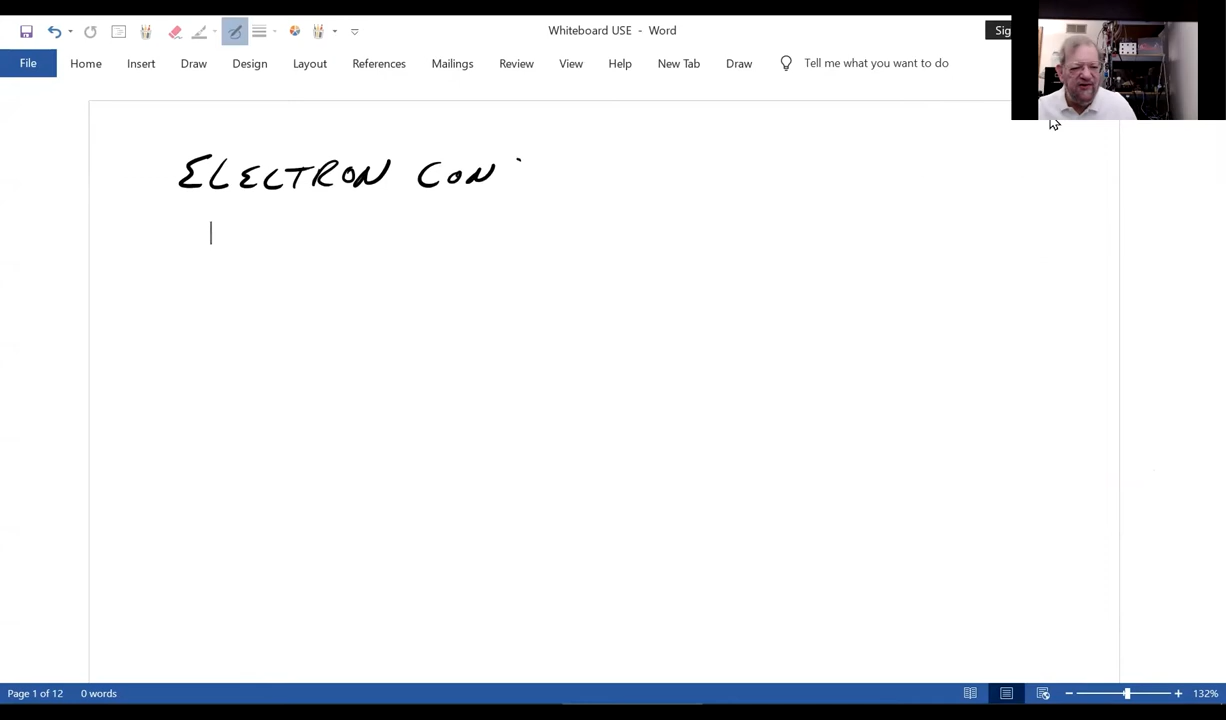 Whiteboard USE - Word
Sig
File Home Insert Draw Design Layout References Mailings Review View Help New Tab Draw Tell me what you want to do
ELECTRON CON
Page 1 of 12 0 words 132%